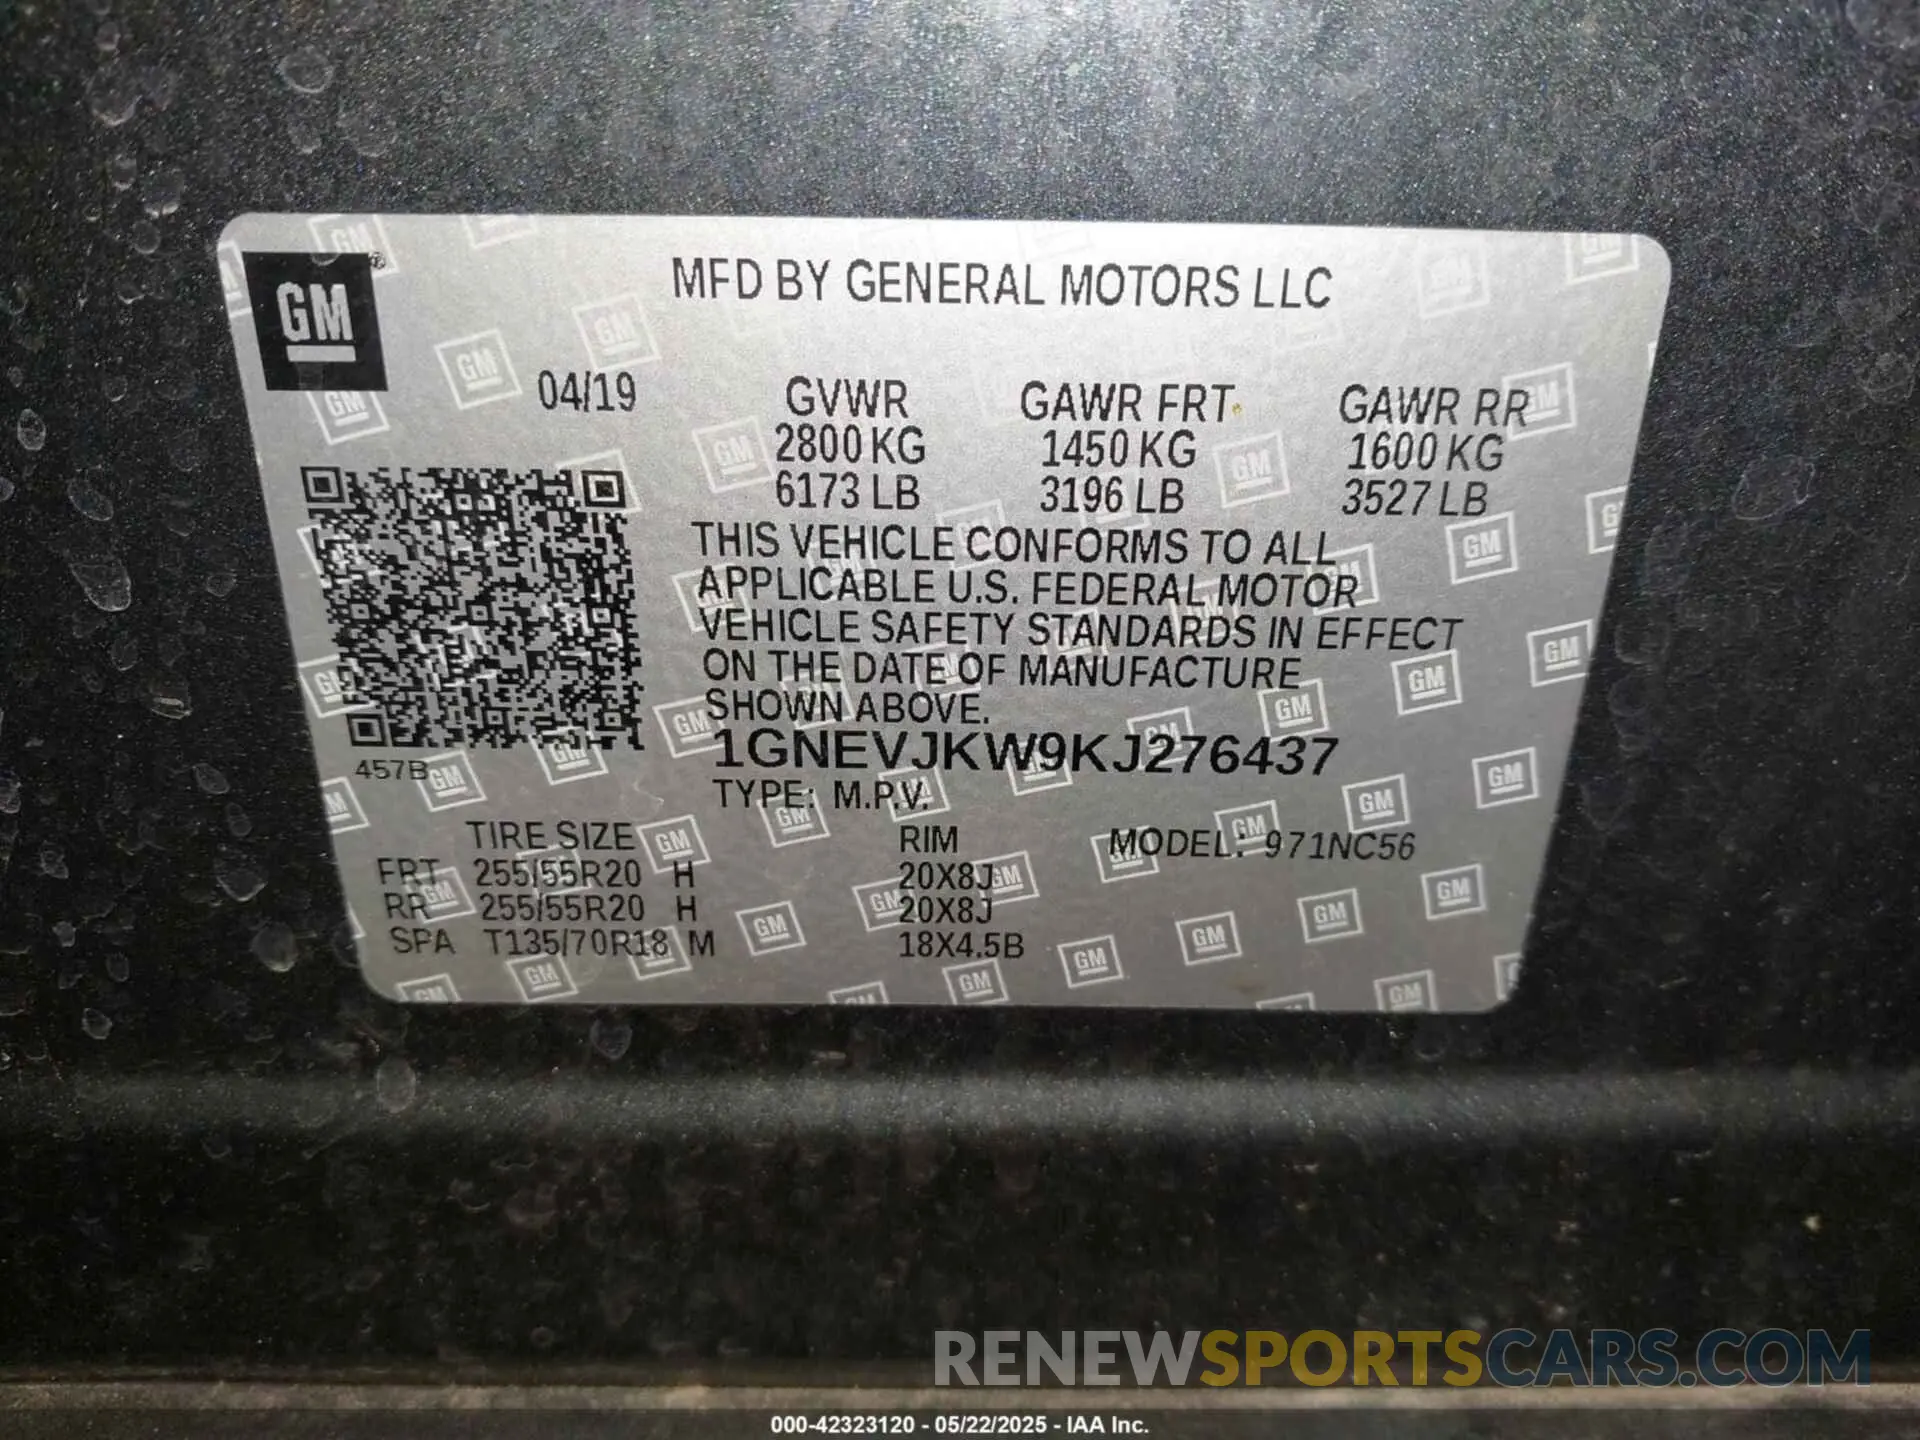 GM ®
MFD BY GENERAL MOTORS LLC
04/19 GVWR GAWR FRT GAWR RR
2800 KG 1450 KG 1600 KG
6173 LB 3196 LB 3527 LB
THIS VEHICLE CONFORMS TO ALL
APPLICABLE U.S. FEDERAL MOTOR
VEHICLE SAFETY STANDARDS IN EFFECT
ON THE DATE OF MANUFACTURE
SHOWN ABOVE.
1GNEVJKW9KJ276437
457B
TYPE: M.P.V.
TIRE SIZE RIM MODEL: 971NC56
FRT 255/55R20 H 20X8J
RR 255/55R20 H 20X8J
SPA T135/70R18 M 18X4.5B
RENEWSPORTSCARS.COM
000-42323120 - 05/22/2025 - IAA Inc.